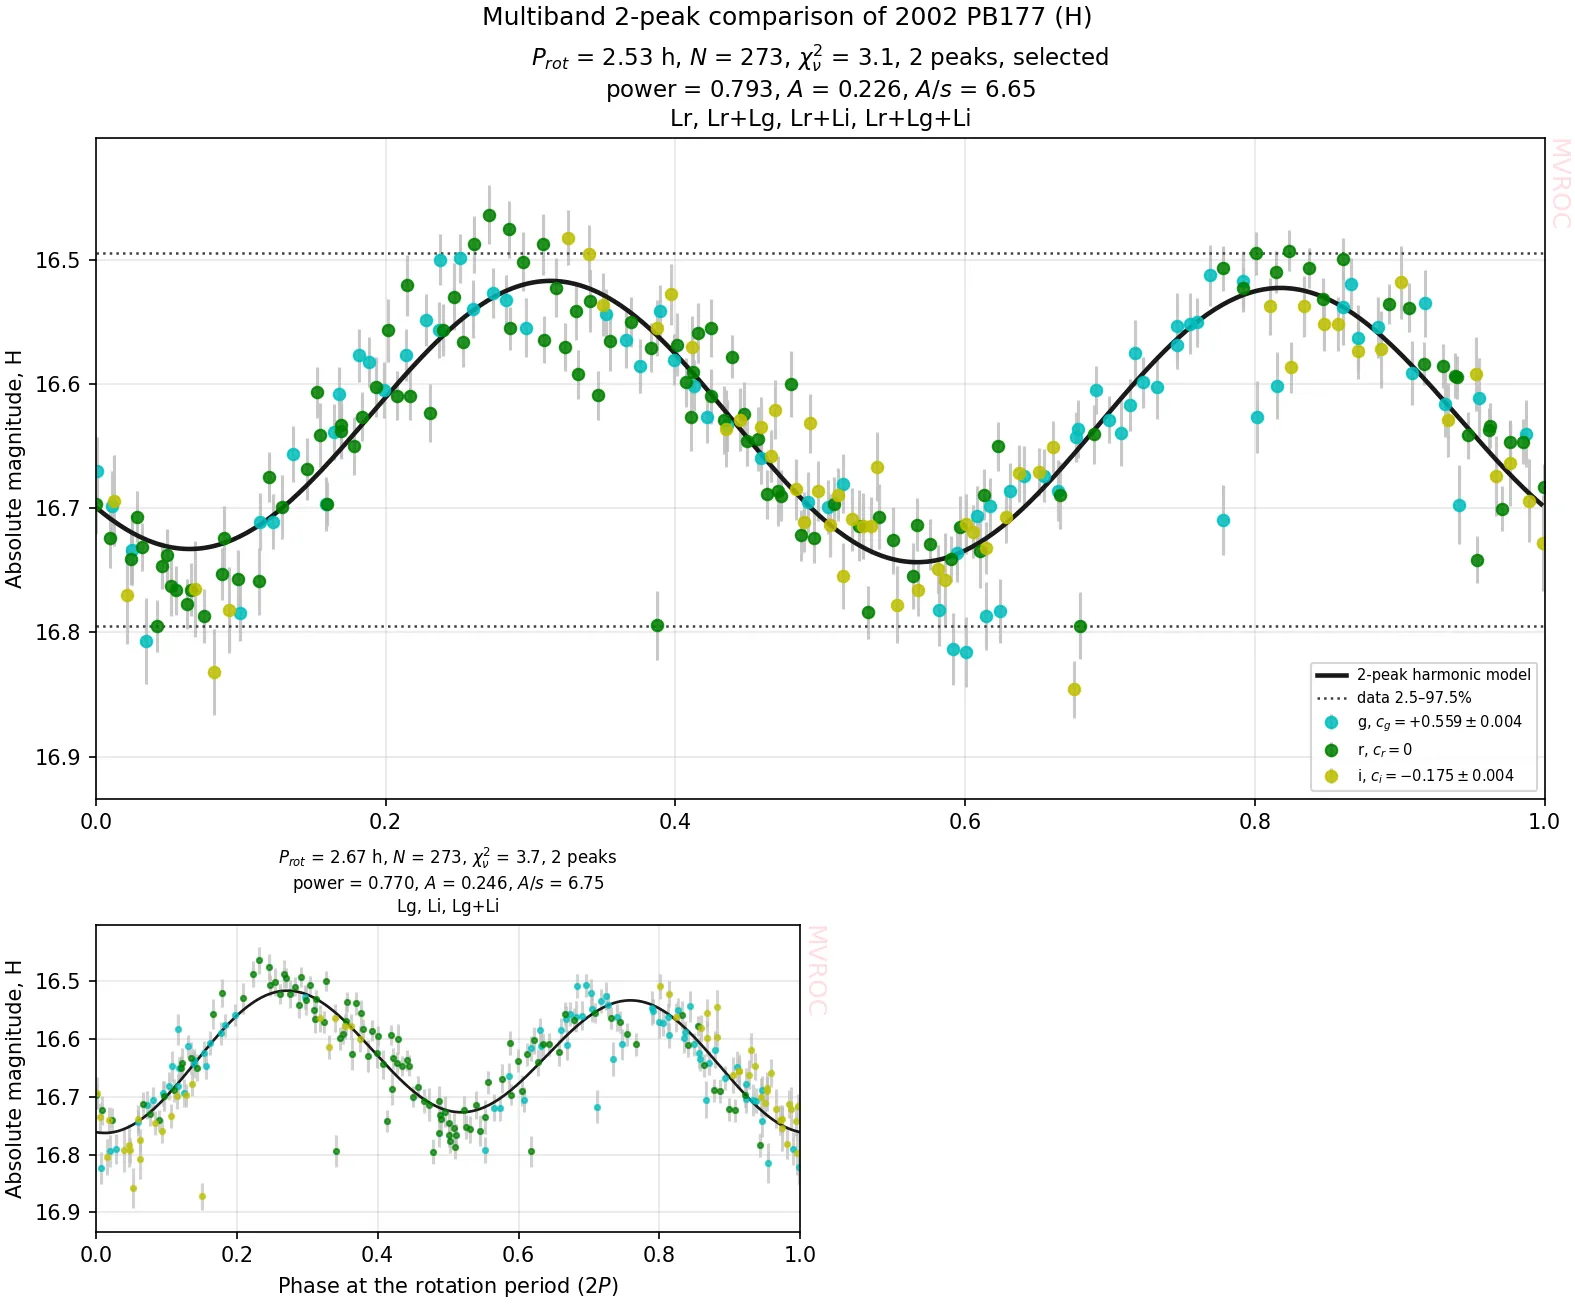 Multiband 2-peak comparison of 2002 PB177 (H)
P_rot = 2.53 h, N = 273, χ²_ν = 3.1, 2 peaks, selected
power = 0.793, A = 0.226, A/s = 6.65
Lr, Lr+Lg, Lr+Li, Lr+Lg+Li
MVROC
Absolute magnitude, H
16.5
16.6
16.7
16.8
16.9
2-peak harmonic model
data 2.5–97.5%
g, c_g = +0.559 ± 0.004
r, c_r = 0
i, c_i = −0.175 ± 0.004
0.0 0.2 0.4 0.6 0.8 1.0
P_rot = 2.67 h, N = 273, χ²_ν = 3.7, 2 peaks
power = 0.770, A = 0.246, A/s = 6.75
Lg, Li, Lg+Li
MVROC
Absolute magnitude, H
16.5
16.6
16.7
16.8
16.9
0.0 0.2 0.4 0.6 0.8 1.0
Phase at the rotation period (2P)